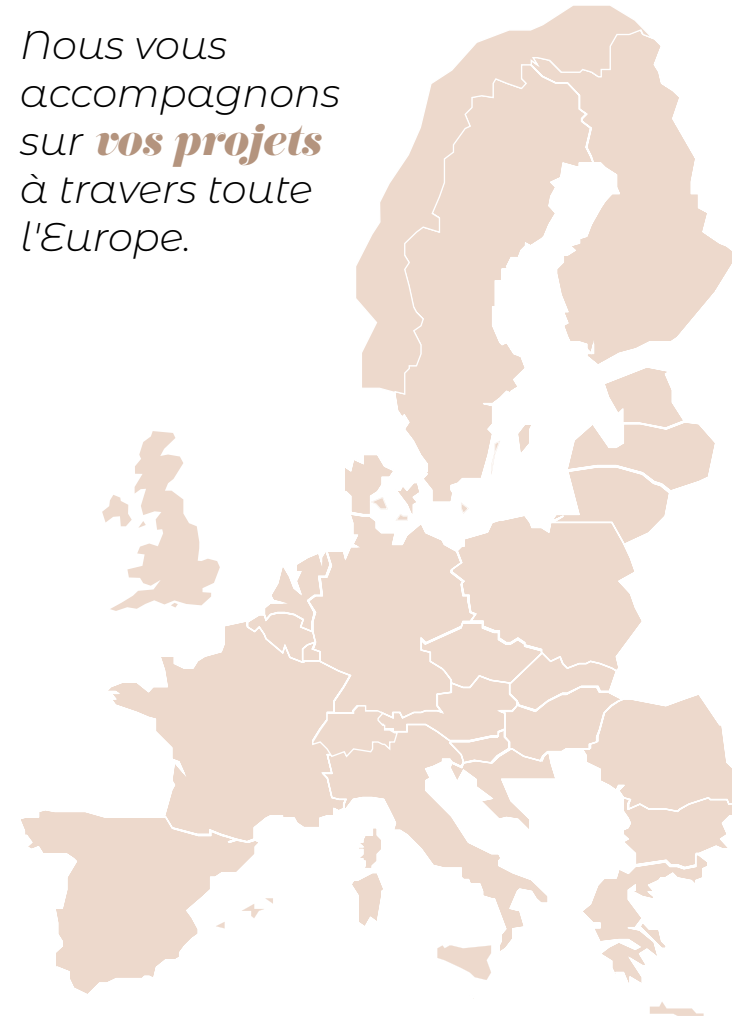 Nous vous
accompagnons
sur vos projets
à travers toute
l'Europe.